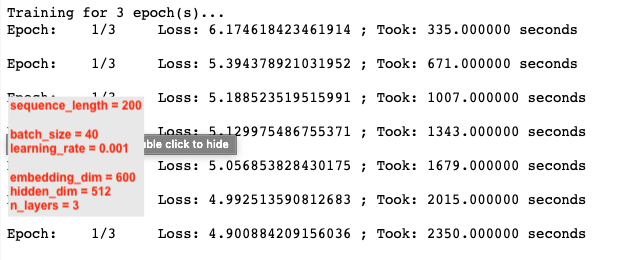 Training for 3 epoch(s)...
Epoch: 1/3 Loss: 6.174618423461914 ; Took: 335.000000 seconds
Epoch: 1/3 Loss: 5.394378921031952 ; Took: 671.000000 seconds
Loss: 5.188523519515991 ; Took: 1007.000000 seconds
sequence_length = 200
5.129975486755371 ; Took: 1343.000000 seconds
batch_size = 40
click to hide
learning_rate = 0.001
Loss: 5.056853828430175 ; Took: 1679.000000 seconds
embedding_dim = 600
hidden_dim = 512
Loss: 4.992513590812683 ; Took: 2015.000000 seconds
n_layers = 3
Epoch: 1/3 Loss: 4.900884209156036 ; Took: 2350.000000 seconds